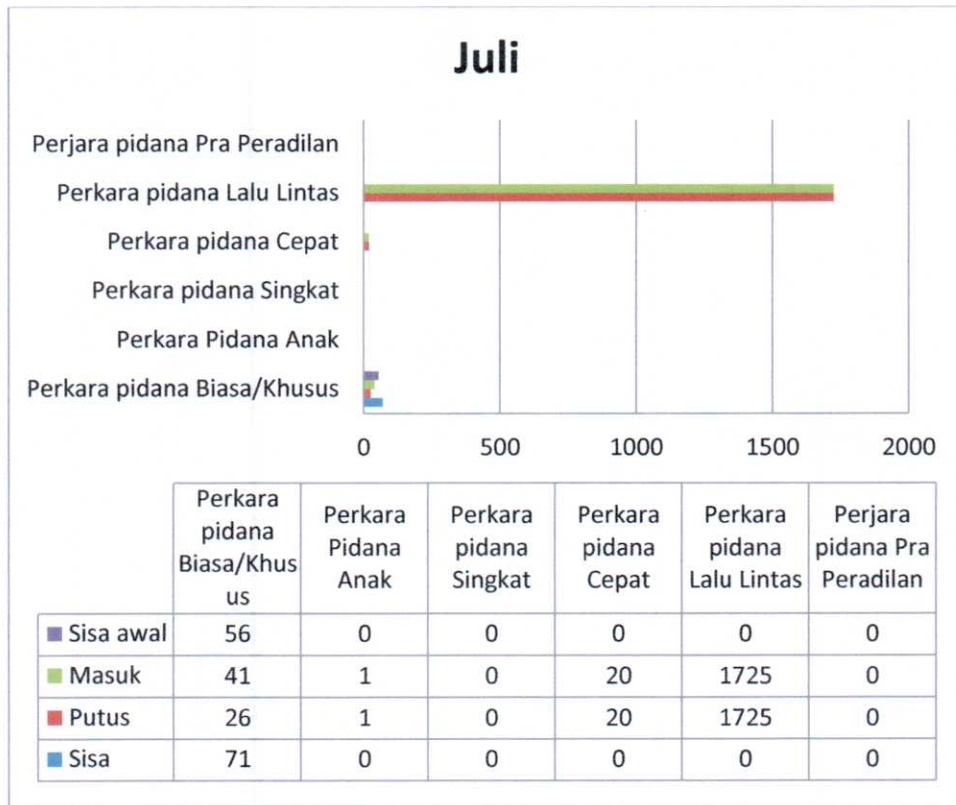 Juli
Perjara pidana Pra Peradilan
Perkara pidana Lalu Lintas
Perkara pidana Cepat
Perkara pidana Singkat
Perkara Pidana Anak
Perkara pidana Biasa/Khusus
0 500 1000 1500 2000
Perkara pidana Biasa/Khus us
Perkara Pidana Anak
Perkara pidana Singkat
Perkara pidana Cepat
Perkara pidana Lalu Lintas
Perjara pidana Pra Peradilan
Sisa awal 56 0 0 0 0 0
Masuk 41 1 0 20 1725 0
Putus 26 1 0 20 1725 0
Sisa 71 0 0 0 0 0